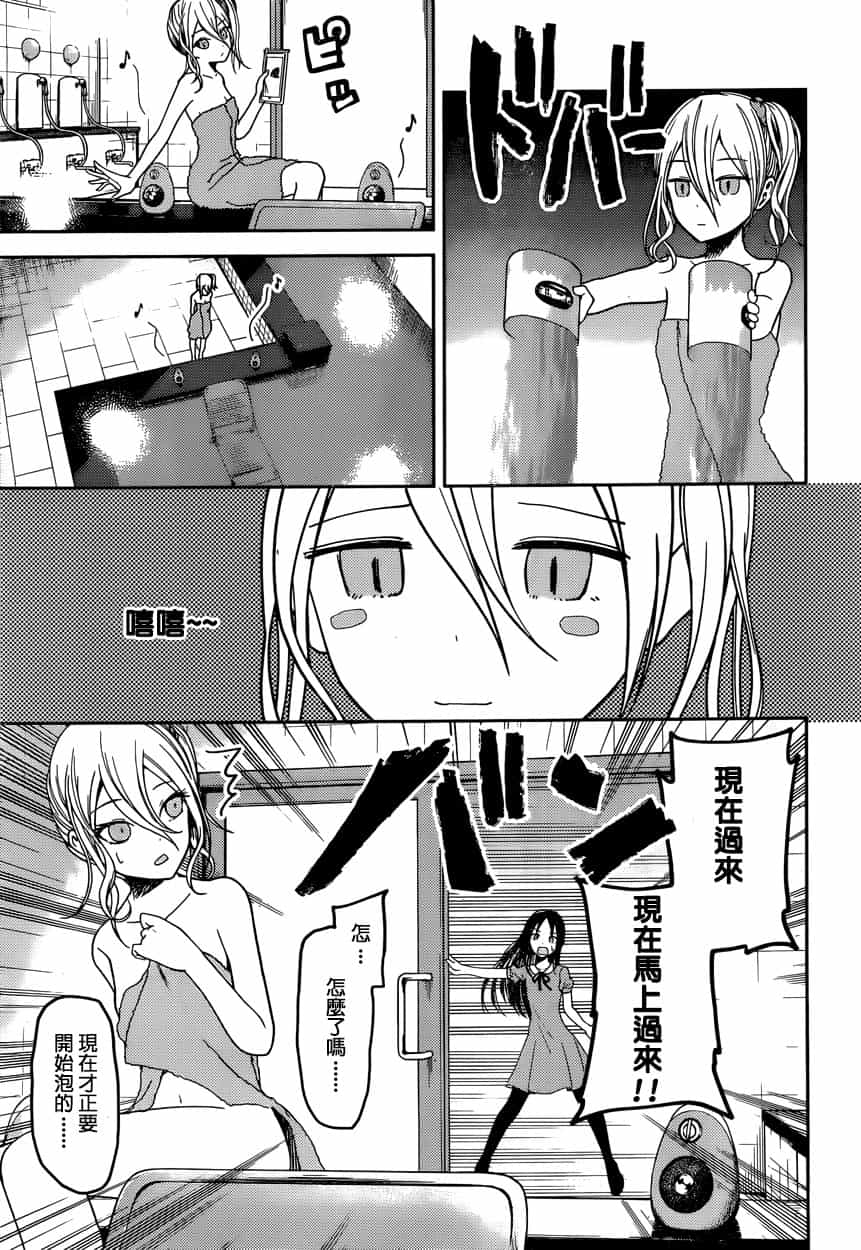 ドバー
ピッ
嘻嘻~~
現在過來
現在馬上過來!!
バン
怎……
怎麼了嗎……
現在才正要
開始泡的……